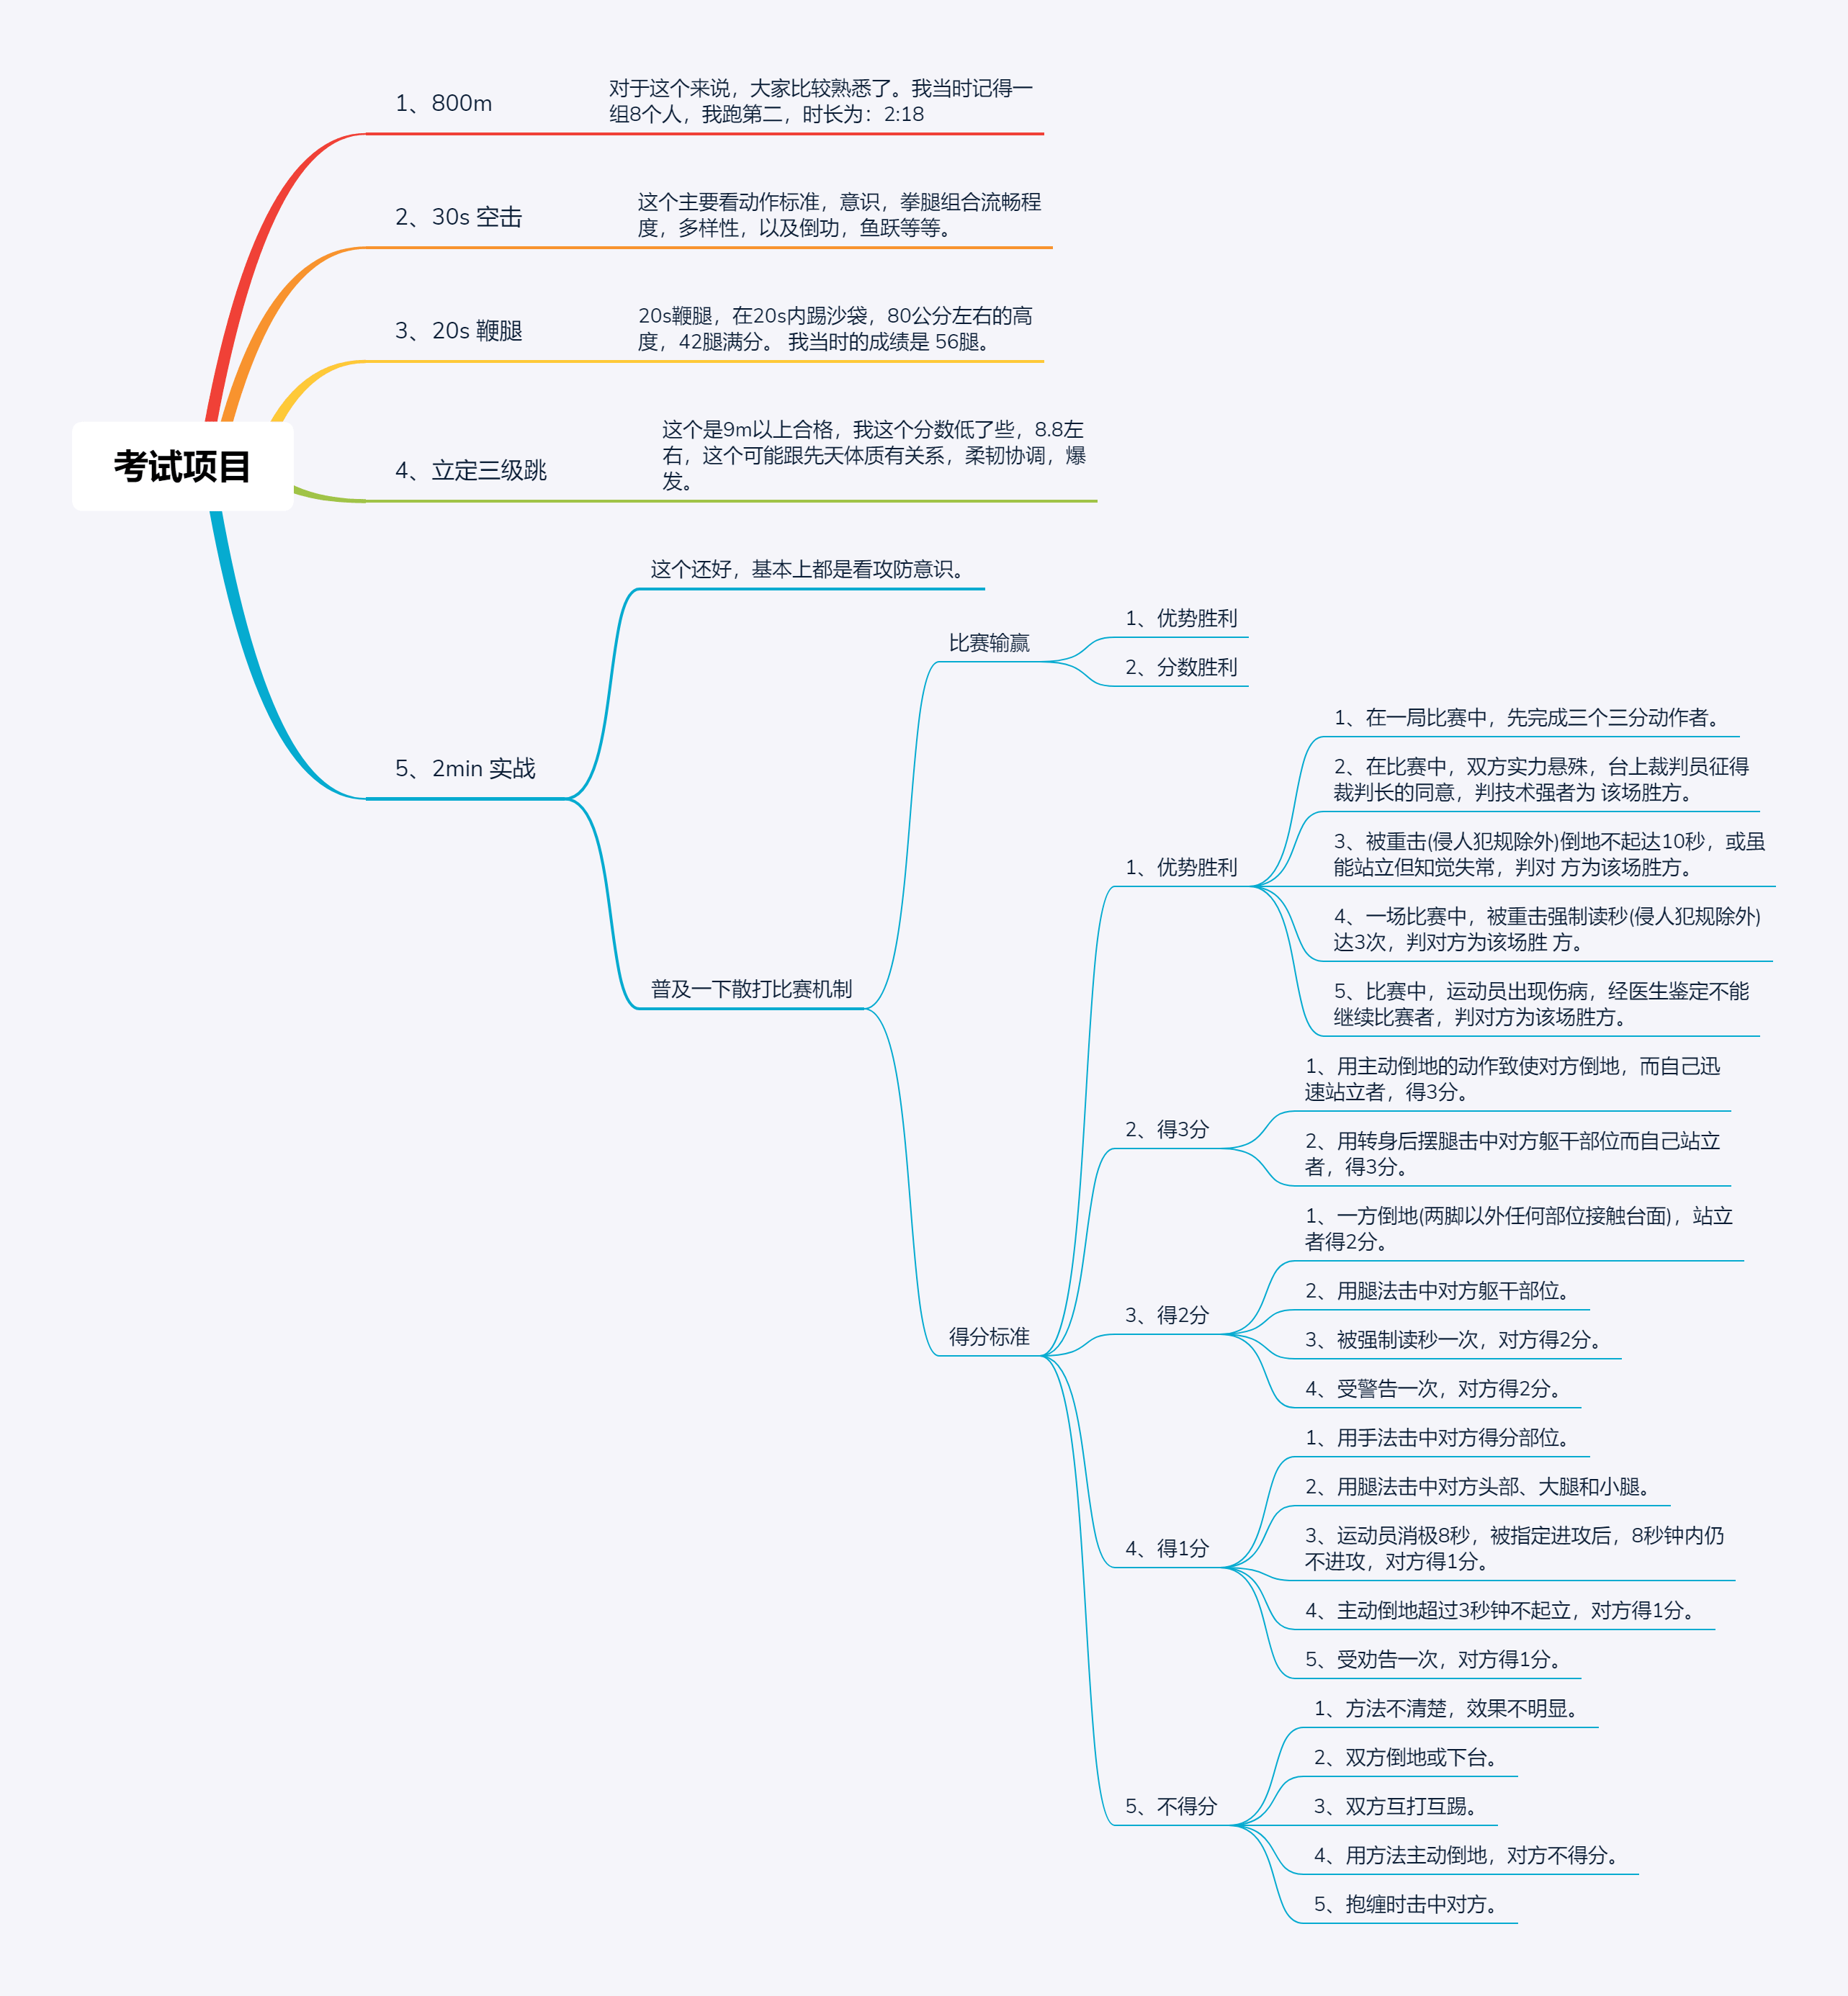 考试项目
1、800m
对于这个来说，大家比较熟悉了。我当时记得一
组8个人，我跑第二，时长为：2:18
2、30s 空击
这个主要看动作标准，意识，拳腿组合流畅程
度，多样性，以及倒功，鱼跃等等。
3、20s 鞭腿
20s鞭腿，在20s内踢沙袋，80公分左右的高
度，42腿满分。 我当时的成绩是 56腿。
4、立定三级跳
这个是9m以上合格，我这个分数低了些，8.8左
右，这个可能跟先天体质有关系，柔韧协调，爆
发。
5、2min 实战
这个还好，基本上都是看攻防意识。
普及一下散打比赛机制
比赛输赢
1、优势胜利
2、分数胜利
得分标准
1、优势胜利
1、在一局比赛中，先完成三个三分动作者。
2、在比赛中，双方实力悬殊，台上裁判员征得
裁判长的同意，判技术强者为 该场胜方。
3、被重击(侵人犯规除外)倒地不起达10秒，或虽
能站立但知觉失常，判对 方为该场胜方。
4、一场比赛中，被重击强制读秒(侵人犯规除外)
达3次，判对方为该场胜 方。
5、比赛中，运动员出现伤病，经医生鉴定不能
继续比赛者，判对方为该场胜方。
2、得3分
1、用主动倒地的动作致使对方倒地，而自己迅
速站立者，得3分。
2、用转身后摆腿击中对方躯干部位而自己站立
者，得3分。
3、得2分
1、一方倒地(两脚以外任何部位接触台面)，站立
者得2分。
2、用腿法击中对方躯干部位。
3、被强制读秒一次，对方得2分。
4、受警告一次，对方得2分。
4、得1分
1、用手法击中对方得分部位。
2、用腿法击中对方头部、大腿和小腿。
3、运动员消极8秒，被指定进攻后，8秒钟内仍
不进攻，对方得1分。
4、主动倒地超过3秒钟不起立，对方得1分。
5、受劝告一次，对方得1分。
5、不得分
1、方法不清楚，效果不明显。
2、双方倒地或下台。
3、双方互打互踢。
4、用方法主动倒地，对方不得分。
5、抱缠时击中对方。